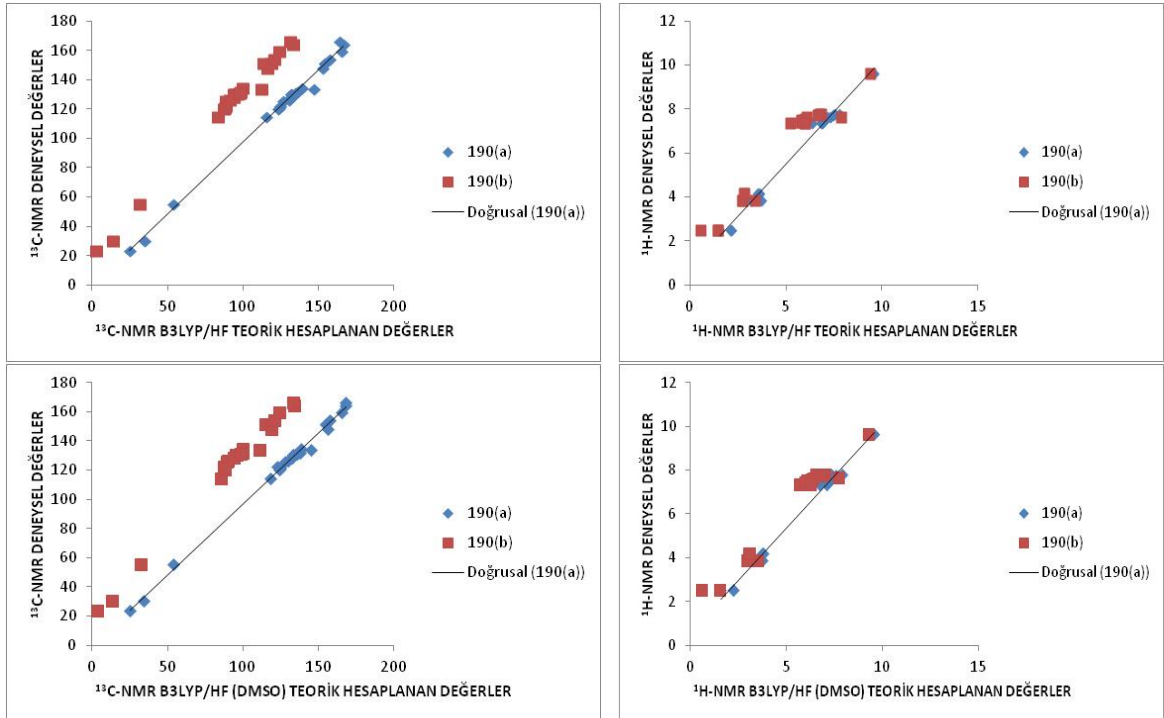 ¹³C-NMR DENEYSEL DEĞERLER
180
160
140
120
100
80
60
40
20
0
0 50 100 150 200
¹³C-NMR B3LYP/HF TEORİK HESAPLANAN DEĞERLER
190(a)
190(b)
Doğrusal (190(a))
¹H-NMR DENEYSEL DEĞERLER
12
10
8
6
4
2
0
0 5 10 15
¹H-NMR B3LYP/HF TEORİK HESAPLANAN DEĞERLER
190(a)
190(b)
Doğrusal (190(a))
¹³C-NMR DENEYSEL DEĞERLER
180
160
140
120
100
80
60
40
20
0
0 50 100 150 200
¹³C-NMR B3LYP/HF (DMSO) TEORİK HESAPLANAN DEĞERLER
190(a)
190(b)
Doğrusal (190(a))
¹H-NMR DENEYSEL DEĞERLER
12
10
8
6
4
2
0
0 5 10 15
¹H-NMR B3LYP/HF (DMSO) TEORİK HESAPLANAN DEĞERLER
190(a)
190(b)
Doğrusal (190(a))